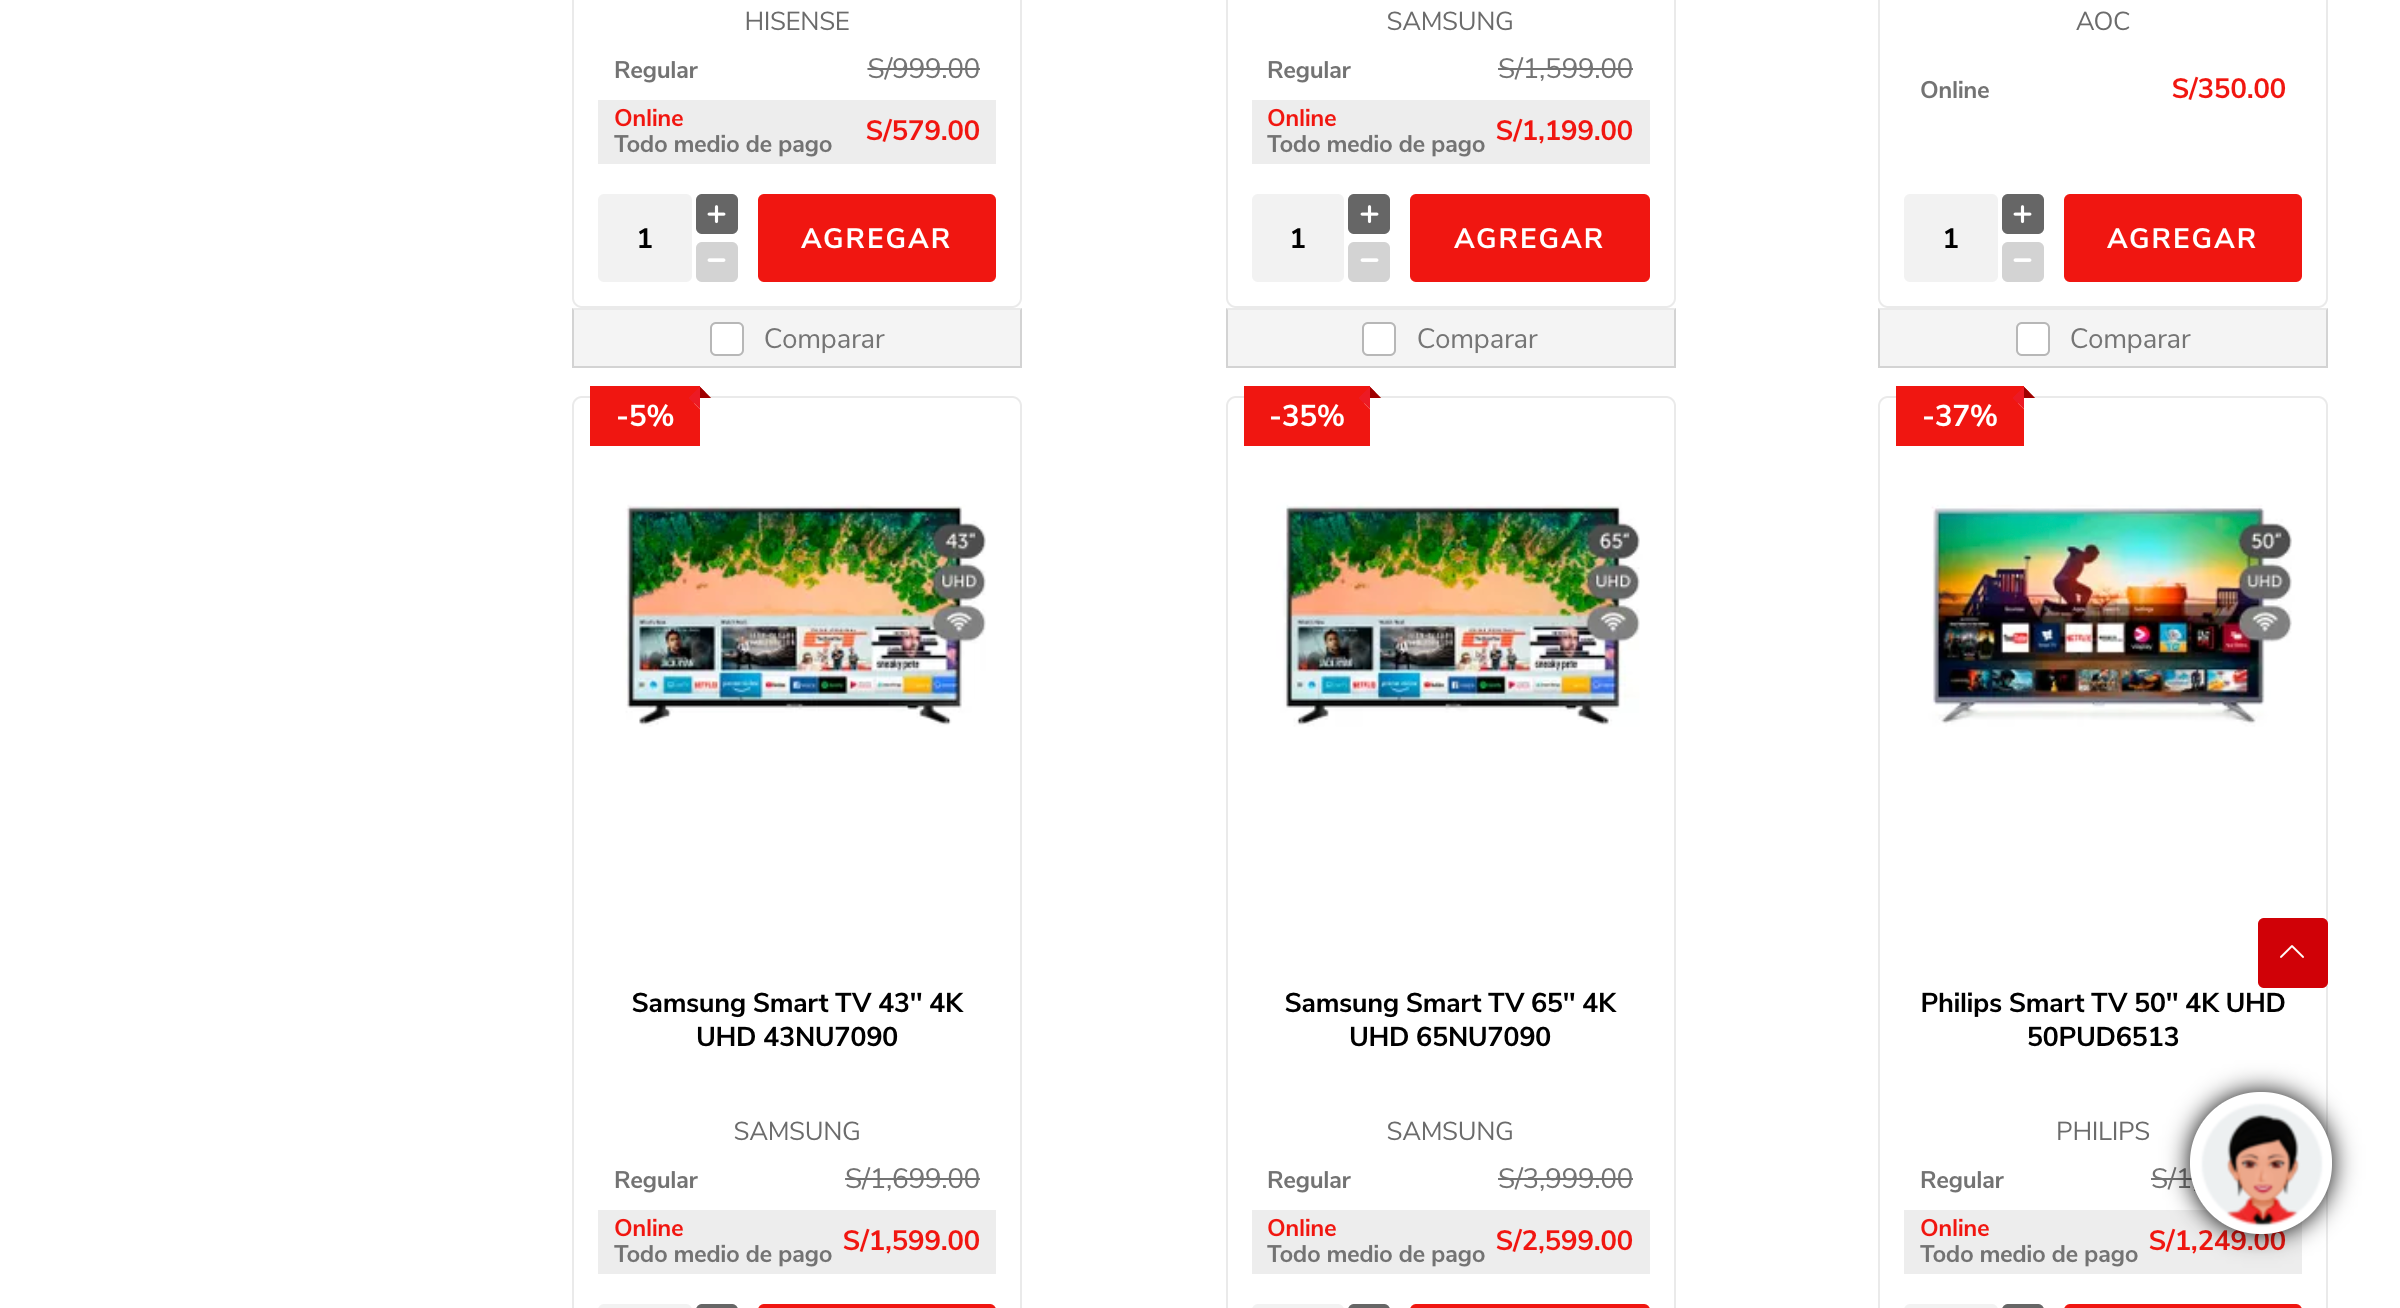 HISENSE
Regular S/999.00
Online
Todo medio de pago S/579.00
1 + AGREGAR
−
Comparar
SAMSUNG
Regular S/1,599.00
Online
Todo medio de pago S/1,199.00
1 + AGREGAR
−
Comparar
AOC
Online S/350.00
1 + AGREGAR
−
Comparar
-5%
43"
UHD
Samsung Smart TV 43" 4K
UHD 43NU7090
SAMSUNG
Regular S/1,699.00
Online
Todo medio de pago S/1,599.00
-35%
65"
UHD
Samsung Smart TV 65" 4K
UHD 65NU7090
SAMSUNG
Regular S/3,999.00
Online
Todo medio de pago S/2,599.00
-37%
50"
UHD
Philips Smart TV 50" 4K UHD
50PUD6513
PHILIPS
Regular S/1
Online
Todo medio de pago S/1,249.00